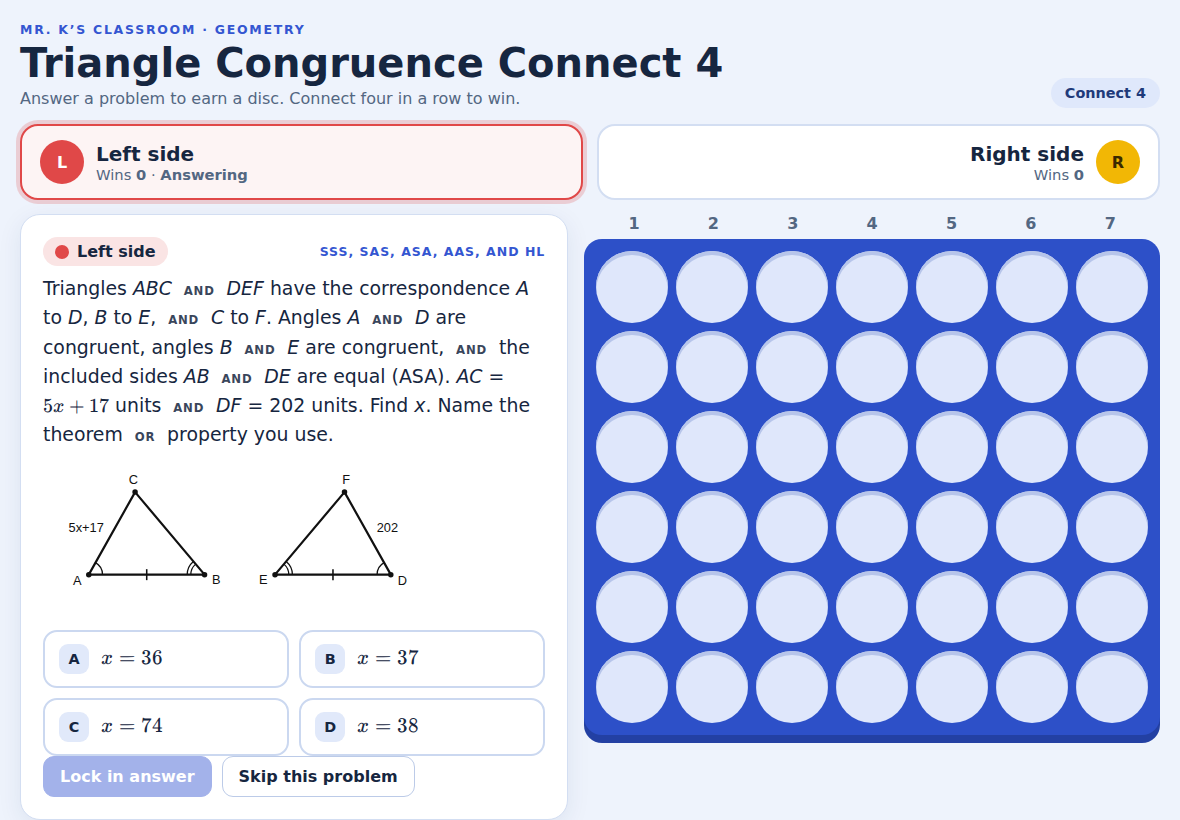 MR. K’S CLASSROOM · GEOMETRY
Triangle Congruence Connect 4
Answer a problem to earn a disc. Connect four in a row to win.
Connect 4
L
Left side
Wins 0 · Answering
Right side
Wins 0
R
Left side
SSS, SAS, ASA, AAS, AND HL
Triangles ABC AND DEF have the correspondence A
to D, B to E, AND C to F. Angles A AND D are
congruent, angles B AND E are congruent, AND the
included sides AB AND DE are equal (ASA). AC =
5x + 17 units AND DF = 202 units. Find x. Name the
theorem OR property you use.
C
5x+17
A
B
F
202
E
D
A x = 36
B x = 37
C x = 74
D x = 38
Lock in answer
Skip this problem
1 2 3 4 5 6 7